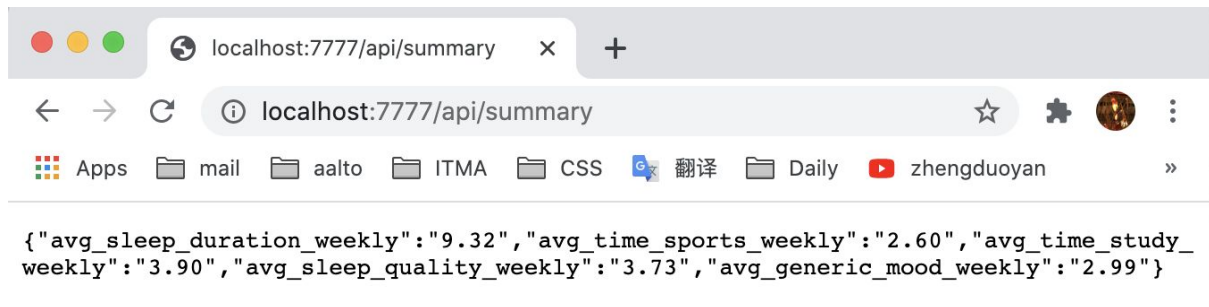 localhost:7777/api/summary
localhost:7777/api/summary
Apps mail aalto ITMA CSS 翻译 Daily zhengduoyan »
{"avg_sleep_duration_weekly":"9.32","avg_time_sports_weekly":"2.60","avg_time_study_
weekly":"3.90","avg_sleep_quality_weekly":"3.73","avg_generic_mood_weekly":"2.99"}